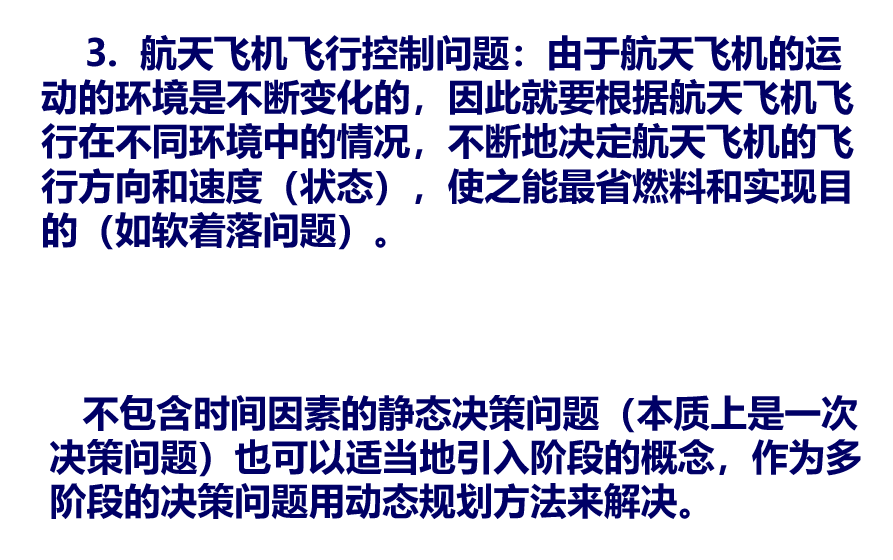 3. 航天飞机飞行控制问题：由于航天飞机的运
动的环境是不断变化的，因此就要根据航天飞机飞
行在不同环境中的情况，不断地决定航天飞机的飞
行方向和速度（状态），使之能最省燃料和实现目
的（如软着落问题）。
不包含时间因素的静态决策问题（本质上是一次
决策问题）也可以适当地引入阶段的概念，作为多
阶段的决策问题用动态规划方法来解决。